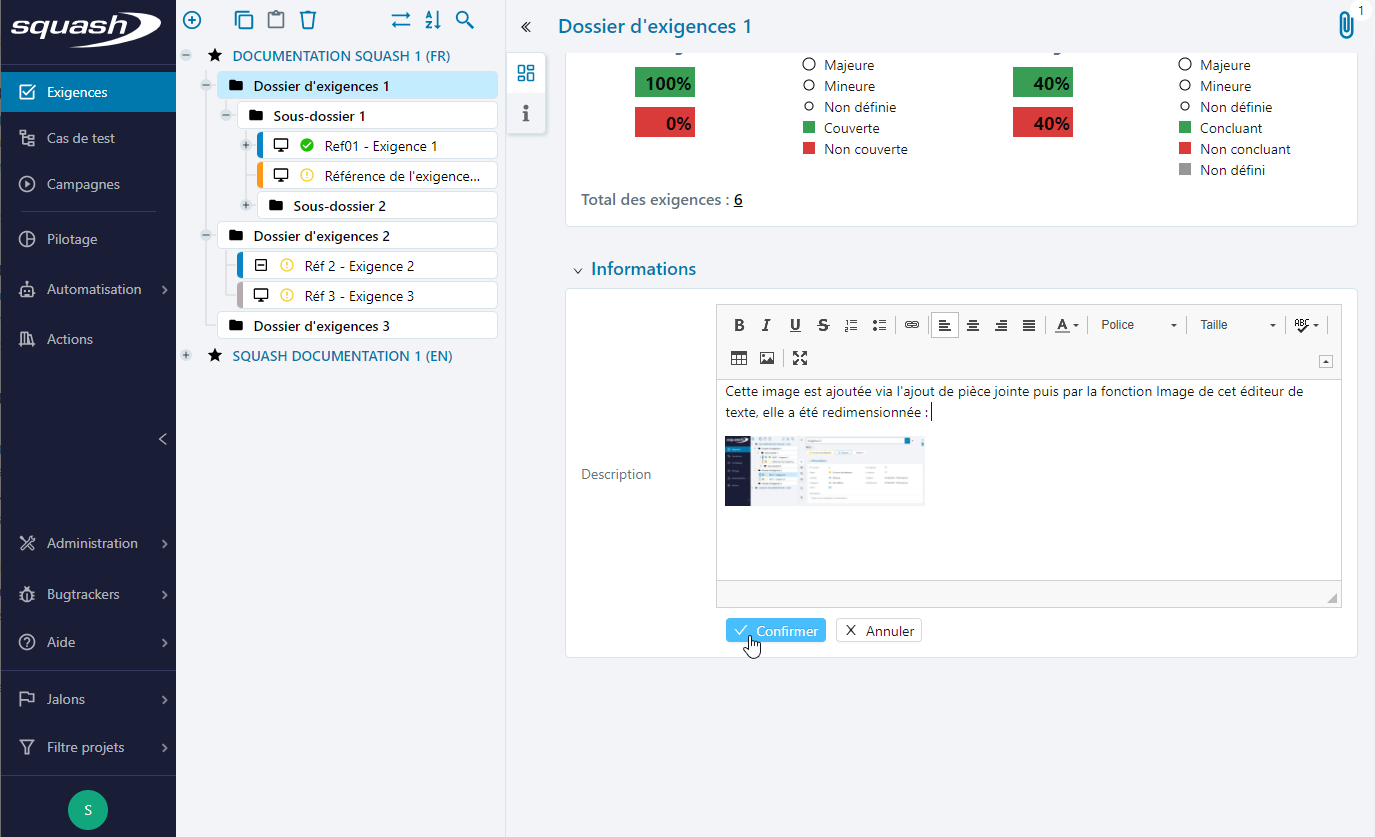 squash
Exigences
Cas de test
Campagnes
Pilotage
Automatisation
Actions
Administration
Bugtrackers
Aide
Jalons
Filtre projets
S
DOCUMENTATION SQUASH 1 (FR)
Dossier d'exigences 1
Sous-dossier 1
Ref01 - Exigence 1
Référence de l'exigence...
Sous-dossier 2
Dossier d'exigences 2
Réf 2 - Exigence 2
Réf 3 - Exigence 3
Dossier d'exigences 3
SQUASH DOCUMENTATION 1 (EN)
Dossier d'exigences 1
1
100%
0%
Majeure
Mineure
Non définie
Couverte
Non couverte
40%
40%
Majeure
Mineure
Non définie
Concluant
Non concluant
Non défini
Total des exigences : 6
Informations
Description
B I U S A Police Taille ABC
Cette image est ajoutée via l'ajout de pièce jointe puis par la fonction Image de cet éditeur de
texte, elle a été redimensionnée :
squash
Confirmer
Annuler